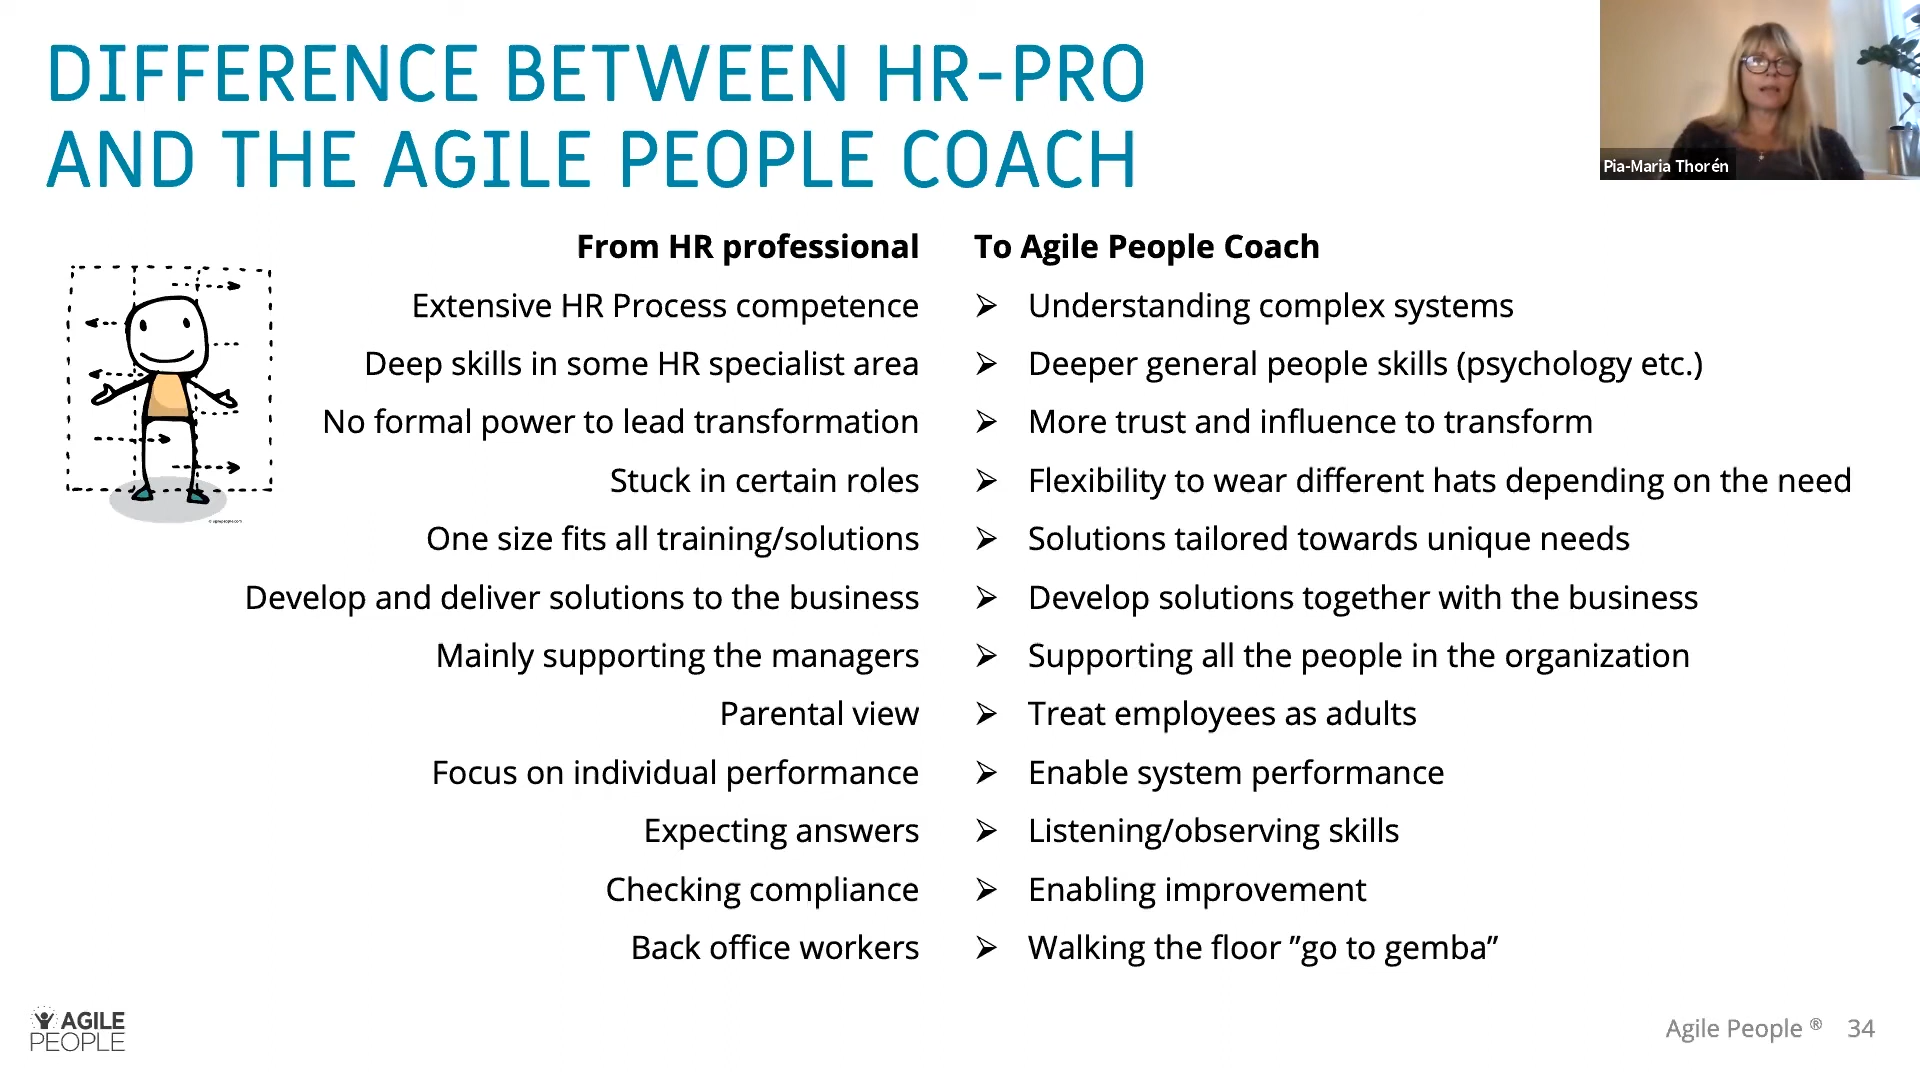 DIFFERENCE BETWEEN HR-PRO
AND THE AGILE PEOPLE COACH
Pia-Maria Thorén
From HR professional To Agile People Coach
Extensive HR Process competence ➢ Understanding complex systems
Deep skills in some HR specialist area ➢ Deeper general people skills (psychology etc.)
No formal power to lead transformation ➢ More trust and influence to transform
Stuck in certain roles ➢ Flexibility to wear different hats depending on the need
One size fits all training/solutions ➢ Solutions tailored towards unique needs
Develop and deliver solutions to the business ➢ Develop solutions together with the business
Mainly supporting the managers ➢ Supporting all the people in the organization
Parental view ➢ Treat employees as adults
Focus on individual performance ➢ Enable system performance
Expecting answers ➢ Listening/observing skills
Checking compliance ➢ Enabling improvement
Back office workers ➢ Walking the floor ”go to gemba”
AGILE
PEOPLE
Agile People ® 34